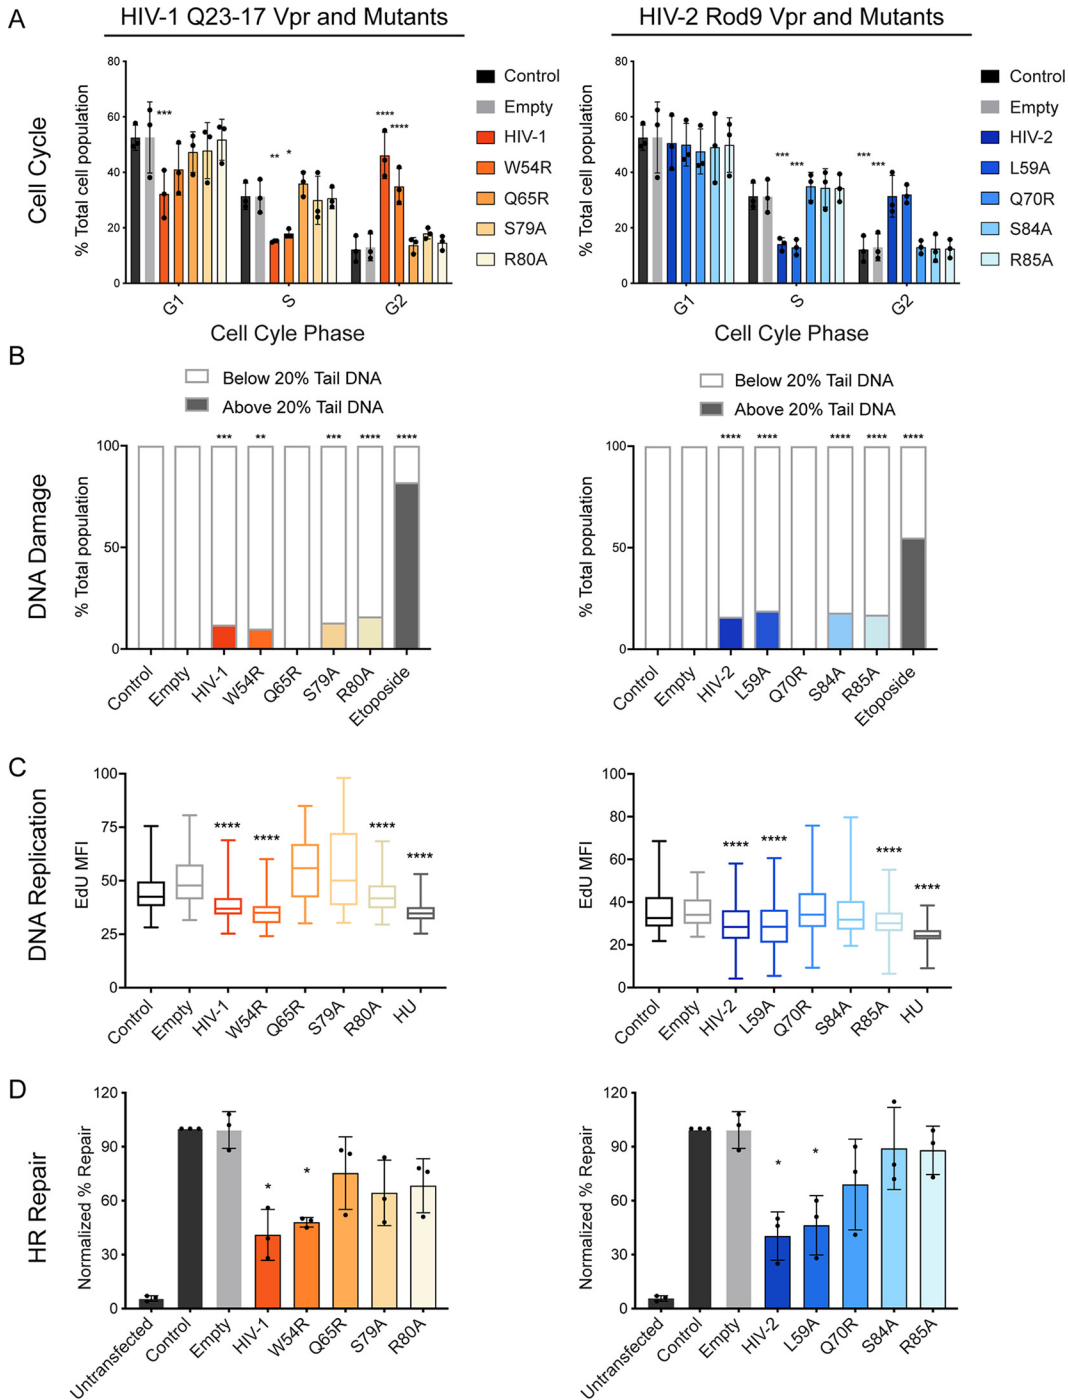 A
HIV-1 Q23-17 Vpr and Mutants
HIV-2 Rod9 Vpr and Mutants
Cell Cycle
% Total cell population
80
60
40
20
0
***
**
*
****
****
G1
S
G2
Cell Cyle Phase
Control
Empty
HIV-1
W54R
Q65R
S79A
R80A
% Total cell population
80
60
40
20
0
***
***
***
***
G1
S
G2
Cell Cyle Phase
Control
Empty
HIV-2
L59A
Q70R
S84A
R85A
B
DNA Damage
Below 20% Tail DNA
Above 20% Tail DNA
% Total population
100
50
0
***
**
***
****
****
Control
Empty
HIV-1
W54R
Q65R
S79A
R80A
Etoposide
Below 20% Tail DNA
Above 20% Tail DNA
% Total population
100
50
0
****
****
****
****
****
Control
Empty
HIV-2
L59A
Q70R
S84A
R85A
Etoposide
C
DNA Replication
EdU MFI
100
75
50
25
0
****
****
****
****
Control
Empty
HIV-1
W54R
Q65R
S79A
R80A
HU
EdU MFI
100
80
60
40
20
0
****
****
****
****
Control
Empty
HIV-2
L59A
Q70R
S84A
R85A
HU
D
HR Repair
Normalized % Repair
120
90
60
30
0
*
*
Untransfected
Control
Empty
HIV-1
W54R
Q65R
S79A
R80A
Normalized % Repair
120
90
60
30
0
*
*
Untransfected
Control
Empty
HIV-2
L59A
Q70R
S84A
R85A